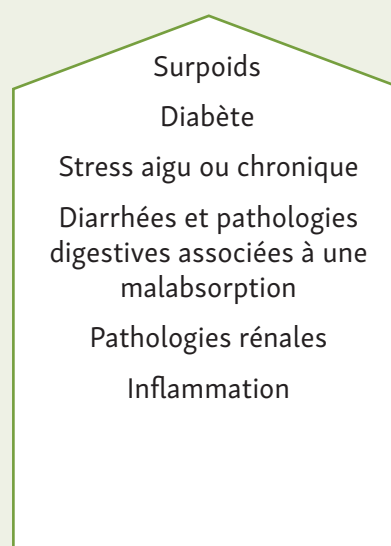 Surpoids
Diabète
Stress aigu ou chronique
Diarrhées et pathologies
digestives associées à une
malabsorption
Pathologies rénales
Inflammation